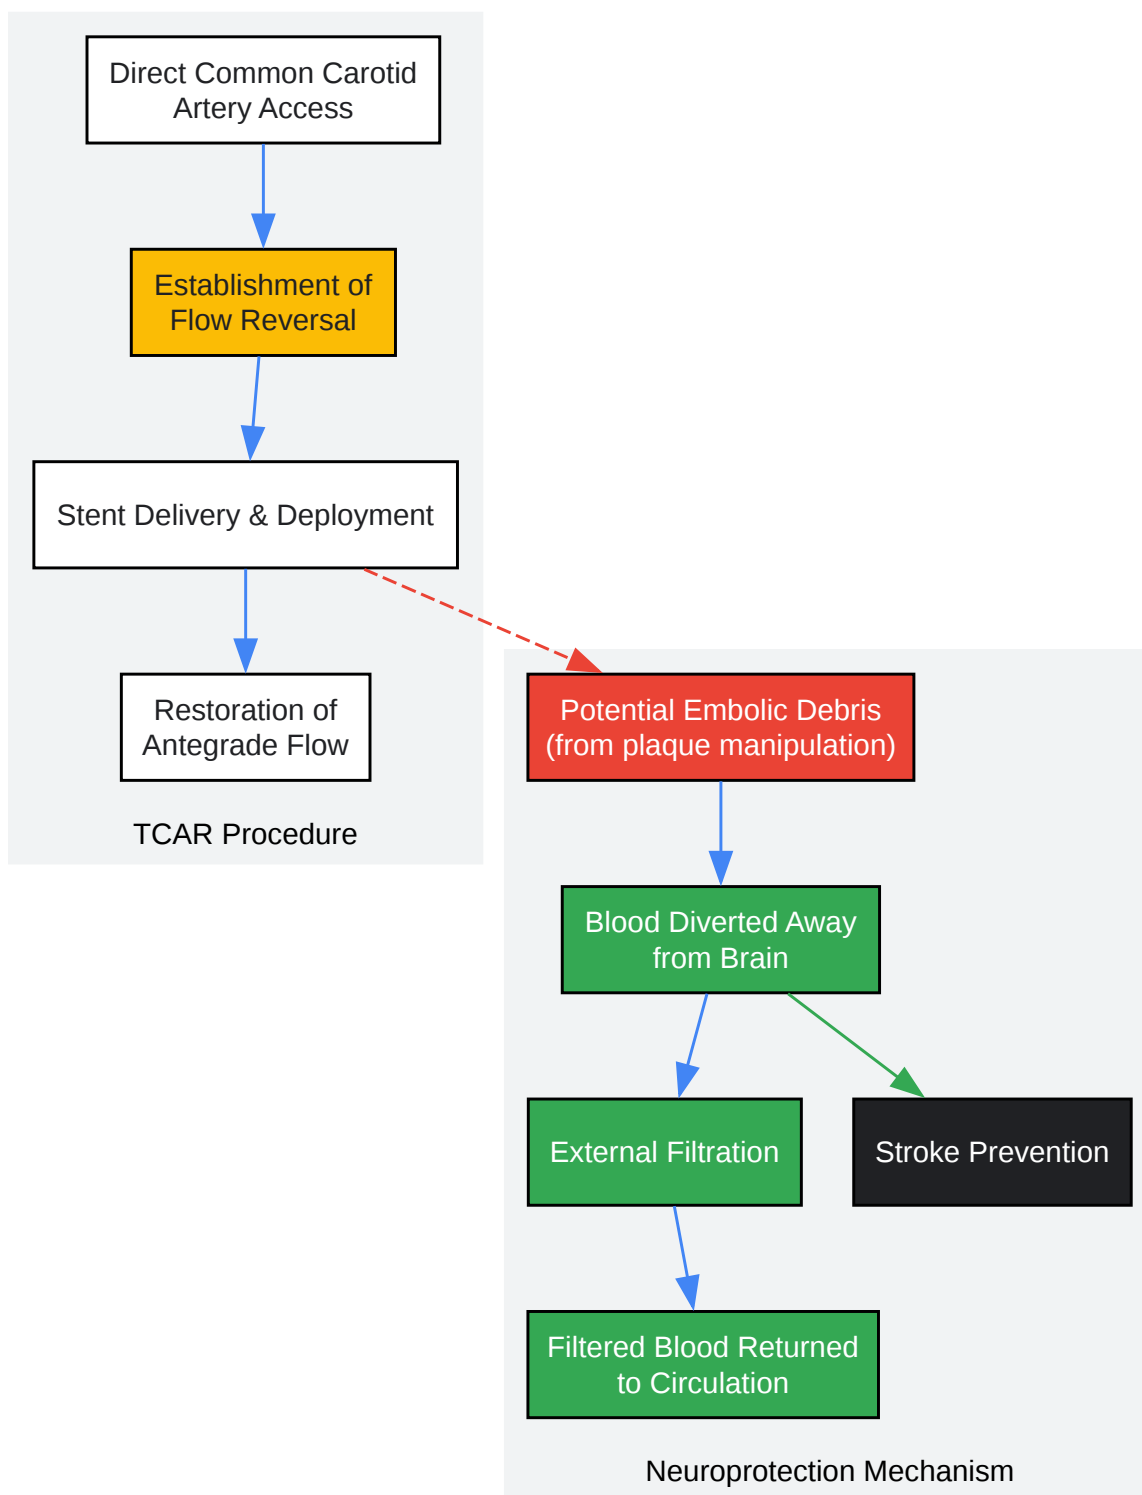 Direct Common Carotid
Artery Access
Establishment of
Flow Reversal
Stent Delivery & Deployment
Restoration of
Antegrade Flow
TCAR Procedure
Potential Embolic Debris
(from plaque manipulation)
Blood Diverted Away
from Brain
External Filtration
Stroke Prevention
Filtered Blood Returned
to Circulation
Neuroprotection Mechanism